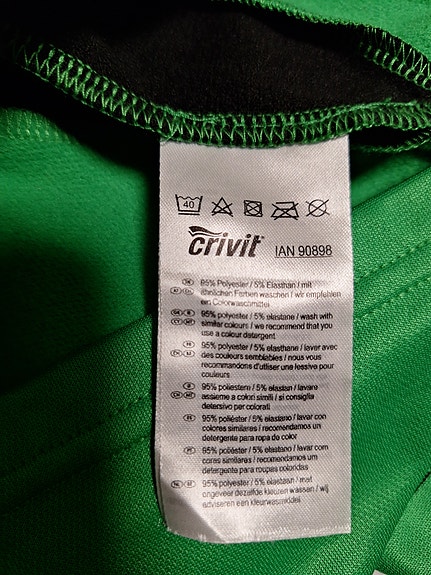 40
crivit
IAN 90898
95% Polyester / 5% Elasthan / mit
ähnlichen Farben waschen / wir empfehlen
ein Colorwaschmittel
95% polyester / 5% elastane / wash with
similar colours / we recommend that you
use a colour detergent
95% polyester / 5% elasthane / laver avec
des couleurs semblables / nous vous
recommandons d'utiliser une lessive pour
couleurs
95% poliestere / 5% elastan / lavare
assieme a colori simili / si consiglia
detersivo per colorati
95% poliéster / 5% elastano / lavar con
colores similares / recomendamos un
detergente para ropa de color
95% poliéster / 5% elastano / lavar com
cores similares / recomendamos um
detergente para roupas coloridas
95% polyester / 5% elastaan / met
ongeveer dezelfde kleuren wassen / wij
adviseren een kleurwasmiddel